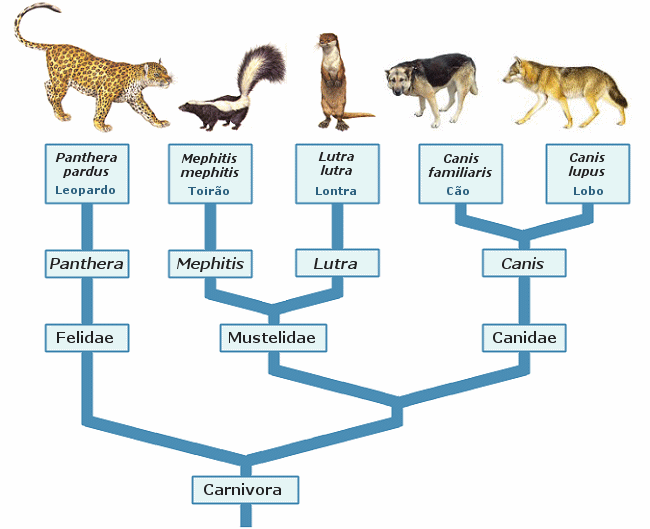 Panthera
pardus
Leopardo
Mephitis
mephitis
Toirão
Lutra
lutra
Lontra
Canis
familiaris
Cão
Canis
lupus
Lobo
Panthera
Mephitis
Lutra
Canis
Felidae
Mustelidae
Canidae
Carnivora